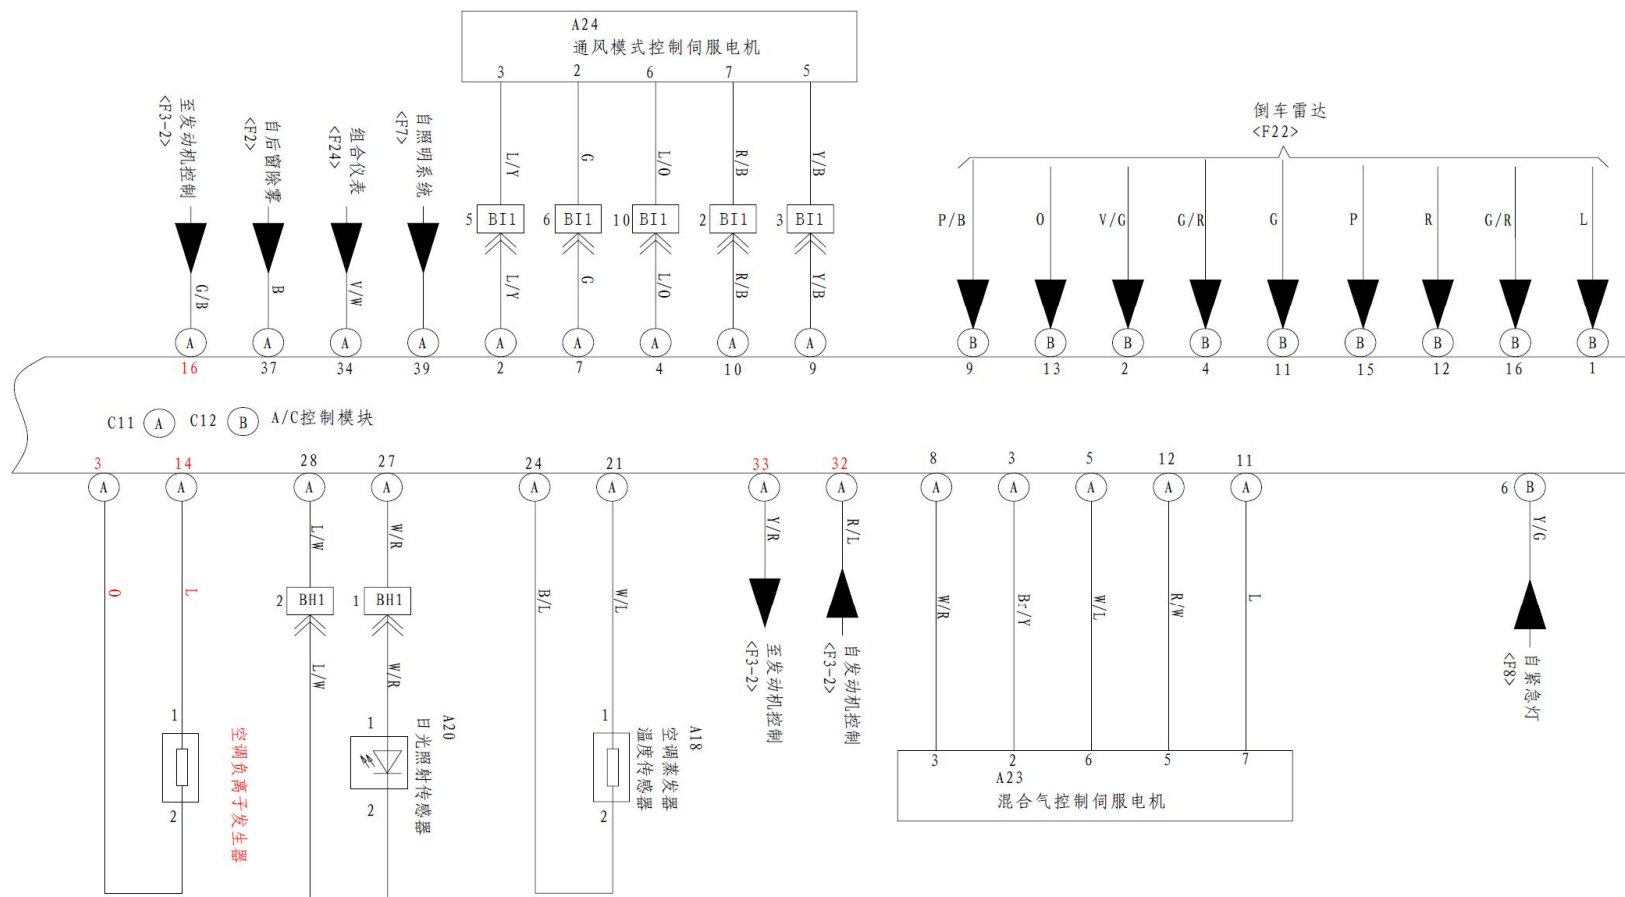 A24
通风模式控制伺服电机
3 2 6 7 5
至发动机控制
<F3-2>
自后窗除雾
<F2>
组合仪表
<F24>
自照明系统
<F7>
倒车雷达
<F22>
L/Y G L/O R/B Y/B
5 BI1 6 BI1 10 BI1 2 BI1 3 BI1
P/B O V/G G/R G P R G/R L
G/B B V/W L/Y G L/O R/B Y/B
A A A A A A A A A B B B B B B B B B
16 37 34 39 2 7 4 10 9 9 13 2 4 11 15 12 16 1
C11 A C12 B A/C控制模块
3 14 28 27 24 21 33 32 8 3 5 12 11
A A A A A A A A A A A A A 6 B
L/W W/R Y/R R/L Y/G
O L 2 BH1 1 BH1 B/L W/L W/R Br/Y W/L R/W L
L/W W/R
至发动机控制
<F3-2>
自发动机控制
<F3-2>
自紧急灯
<F8>
1 1 1
2 2 2
空调负离子发生器
A20
日光照射传感器
A18
空调蒸发器
温度传感器
3 2 6 5 7
A23
混合气控制伺服电机